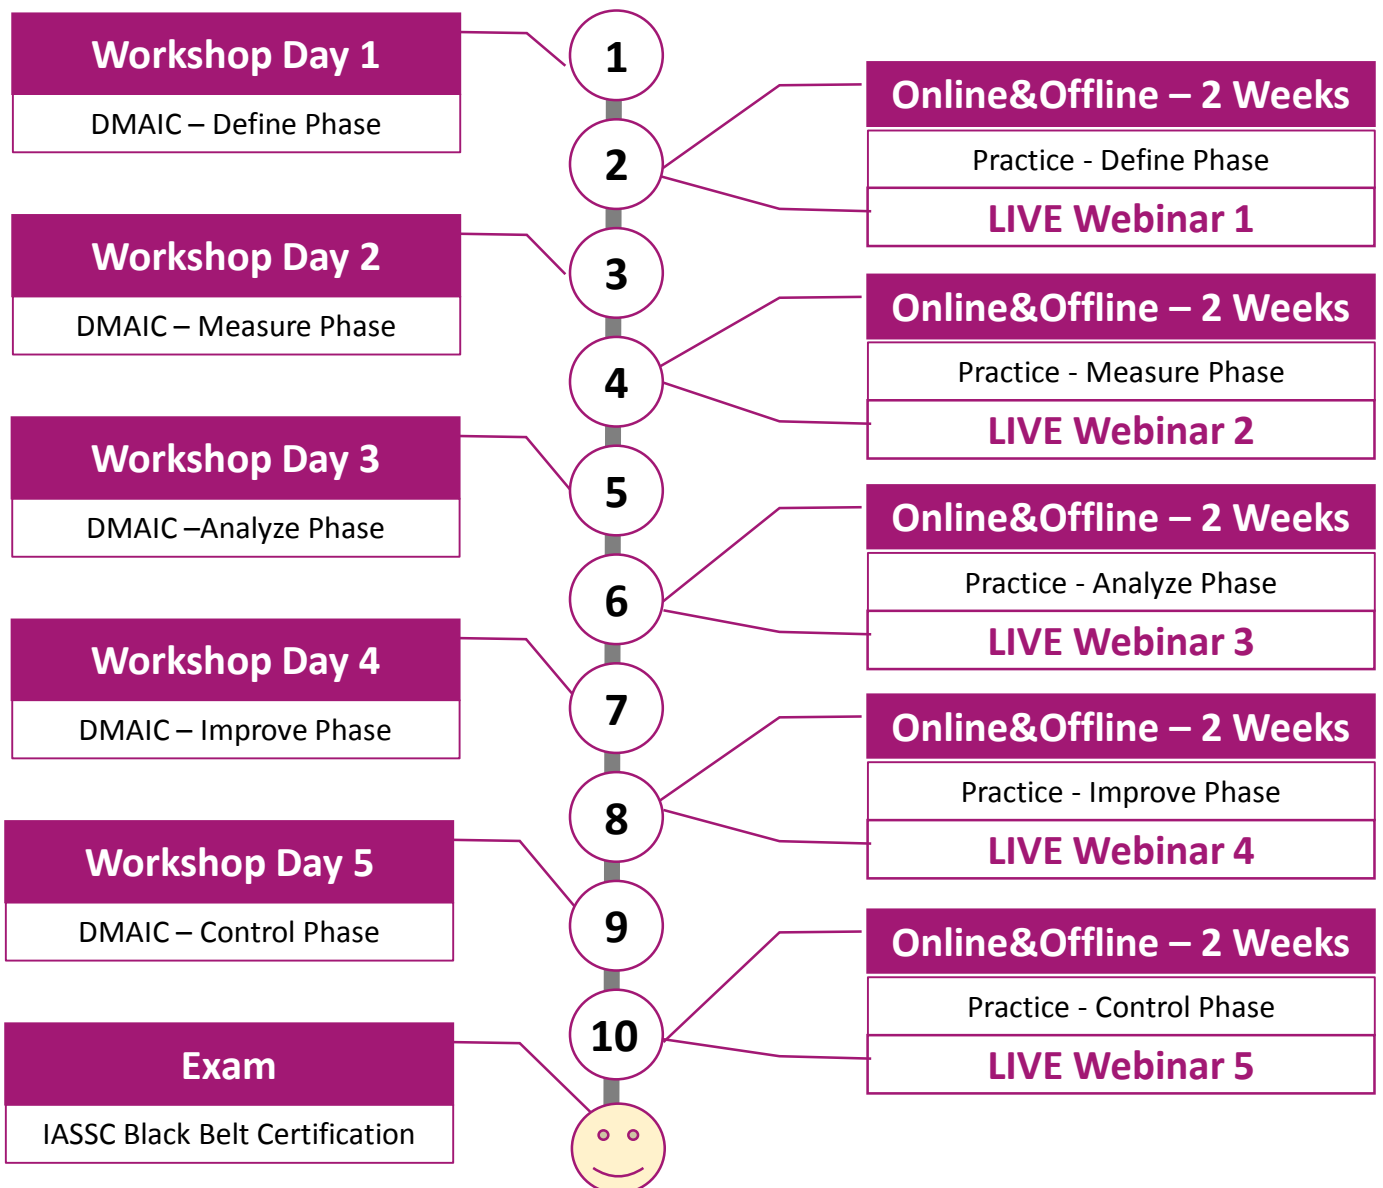 Workshop Day 1
DMAIC – Define Phase
1
2
Online&Offline – 2 Weeks
Practice - Define Phase
LIVE Webinar 1
Workshop Day 2
DMAIC – Measure Phase
3
4
Online&Offline – 2 Weeks
Practice - Measure Phase
LIVE Webinar 2
Workshop Day 3
DMAIC –Analyze Phase
5
6
Online&Offline – 2 Weeks
Practice - Analyze Phase
LIVE Webinar 3
Workshop Day 4
DMAIC – Improve Phase
7
8
Online&Offline – 2 Weeks
Practice - Improve Phase
LIVE Webinar 4
Workshop Day 5
DMAIC – Control Phase
9
10
Online&Offline – 2 Weeks
Practice - Control Phase
LIVE Webinar 5
Exam
IASSC Black Belt Certification